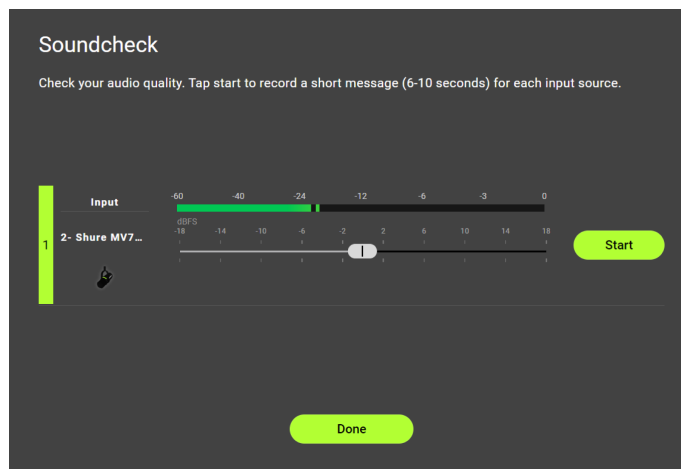 Soundcheck
Check your audio quality. Tap start to record a short message (6-10 seconds) for each input source.
Input
-60 -40 -24 -12 -6 -3 0
dBFS
-18 -14 -10 -6 -2 2 6 10 14 18
1
2- Shure MV7…
Start
Done